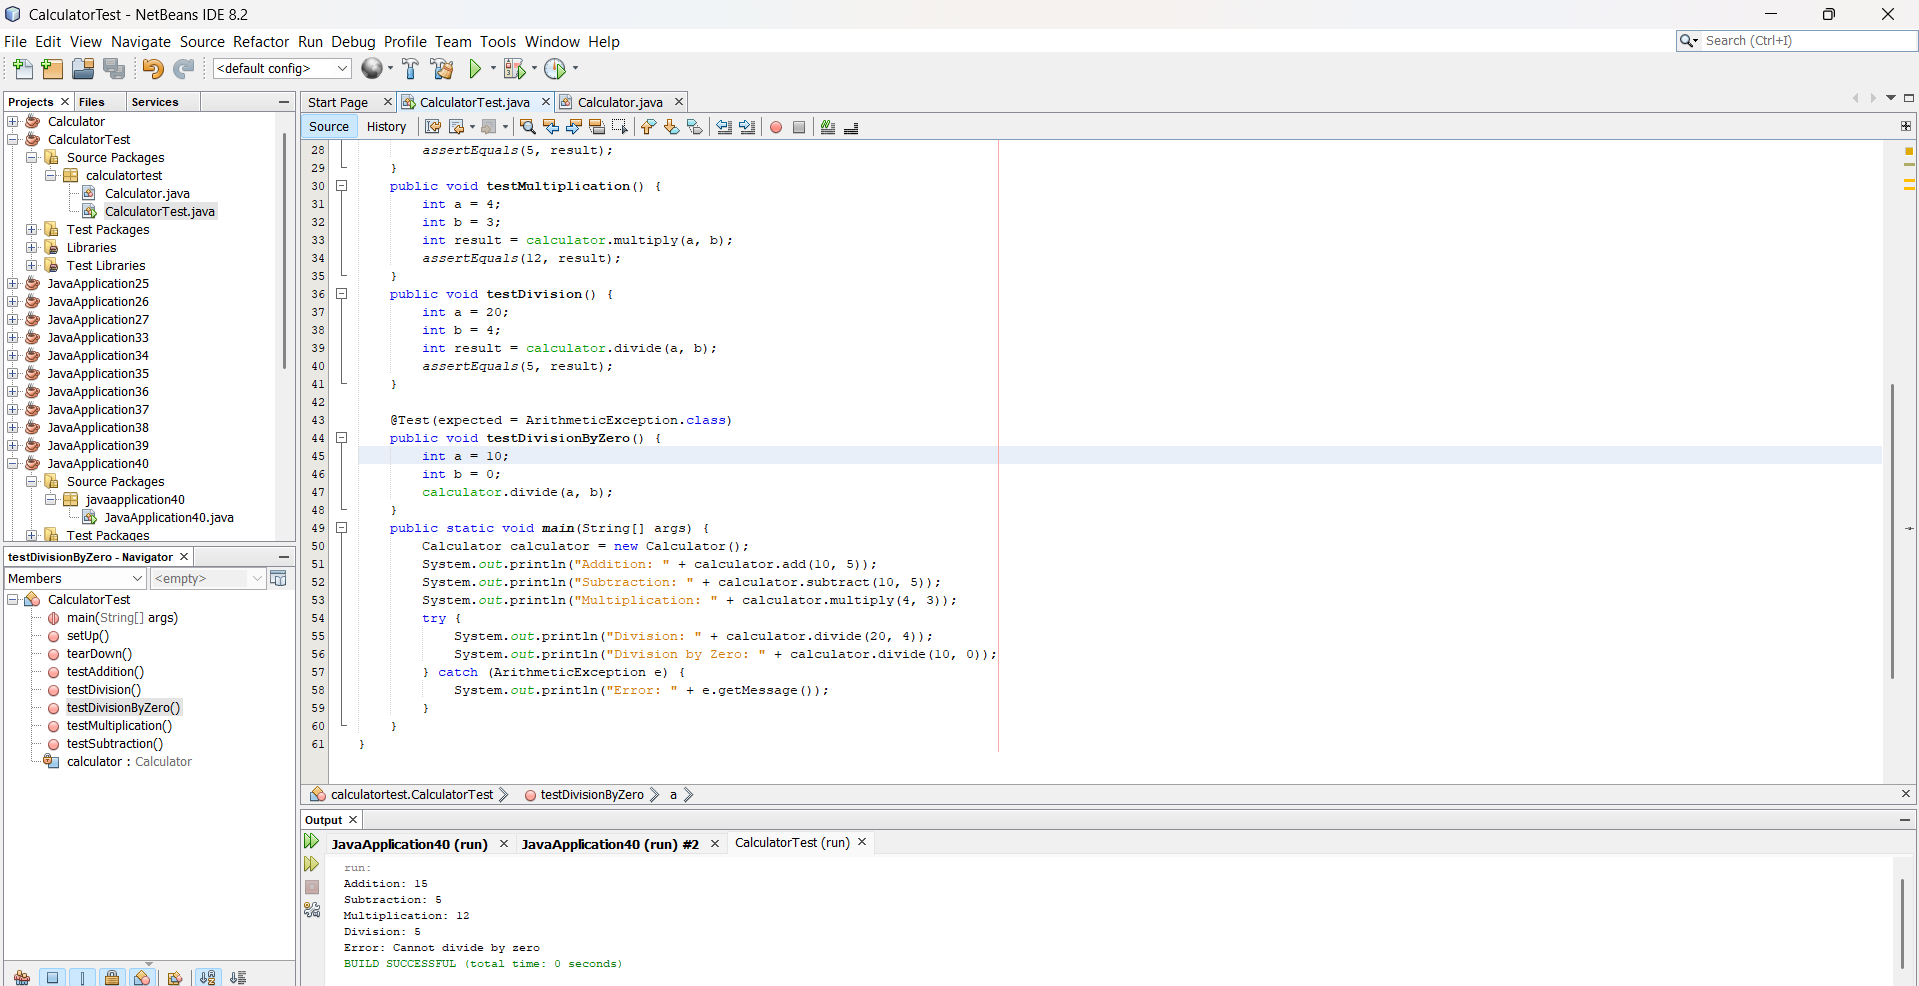 CalculatorTest - NetBeans IDE 8.2
File Edit View Navigate Source Refactor Run Debug Profile Team Tools Window Help
Search (Ctrl+I)
<default config>
Projects Files Services
Calculator
CalculatorTest
Source Packages
calculatortest
Calculator.java
CalculatorTest.java
Test Packages
Libraries
Test Libraries
JavaApplication25
JavaApplication26
JavaApplication27
JavaApplication33
JavaApplication34
JavaApplication35
JavaApplication36
JavaApplication37
JavaApplication38
JavaApplication39
JavaApplication40
Source Packages
javaapplication40
JavaApplication40.java
Test Packages
testDivisionByZero - Navigator
Members <empty>
CalculatorTest
main(String[] args)
setUp()
tearDown()
testAddition()
testDivision()
testDivisionByZero()
testMultiplication()
testSubtraction()
calculator : Calculator
Start Page CalculatorTest.java Calculator.java
Source History
28 assertEquals(5, result);
29 }
30 public void testMultiplication() {
31 int a = 4;
32 int b = 3;
33 int result = calculator.multiply(a, b);
34 assertEquals(12, result);
35 }
36 public void testDivision() {
37 int a = 20;
38 int b = 4;
39 int result = calculator.divide(a, b);
40 assertEquals(5, result);
41 }
42
43 @Test(expected = ArithmeticException.class)
44 public void testDivisionByZero() {
45 int a = 10;
46 int b = 0;
47 calculator.divide(a, b);
48 }
49 public static void main(String[] args) {
50 Calculator calculator = new Calculator();
51 System.out.println("Addition: " + calculator.add(10, 5));
52 System.out.println("Subtraction: " + calculator.subtract(10, 5));
53 System.out.println("Multiplication: " + calculator.multiply(4, 3));
54 try {
55 System.out.println("Division: " + calculator.divide(20, 4));
56 System.out.println("Division by Zero: " + calculator.divide(10, 0));
57 } catch (ArithmeticException e) {
58 System.out.println("Error: " + e.getMessage());
59 }
60 }
61 }
calculatortest.CalculatorTest testDivisionByZero a
Output
JavaApplication40 (run) JavaApplication40 (run) #2 CalculatorTest (run)
run:
Addition: 15
Subtraction: 5
Multiplication: 12
Division: 5
Error: Cannot divide by zero
BUILD SUCCESSFUL (total time: 0 seconds)